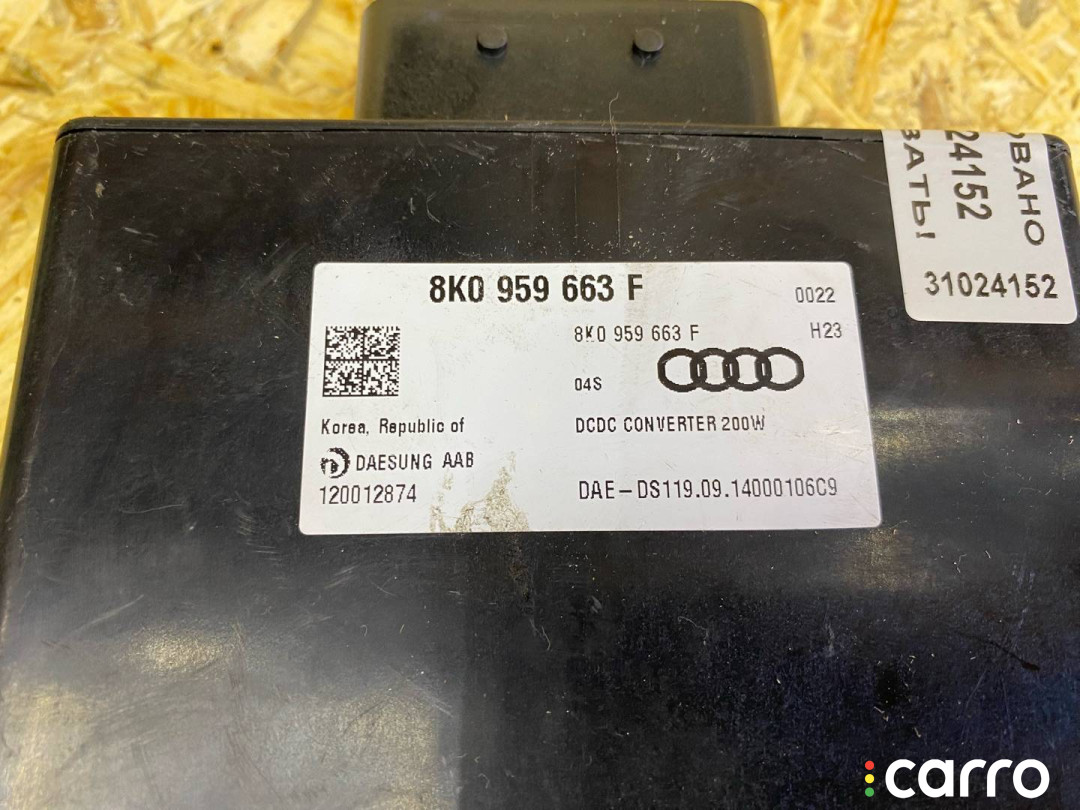 ОВАНО
24152
ВАТЬ!
31024152
8K0 959 663 F
0022
8K0 959 663 F
H23
04S
Korea, Republic of
DCDC CONVERTER 200W
DAESUNG AAB
120012874
DAE-DS119.09.14000106C9
carro